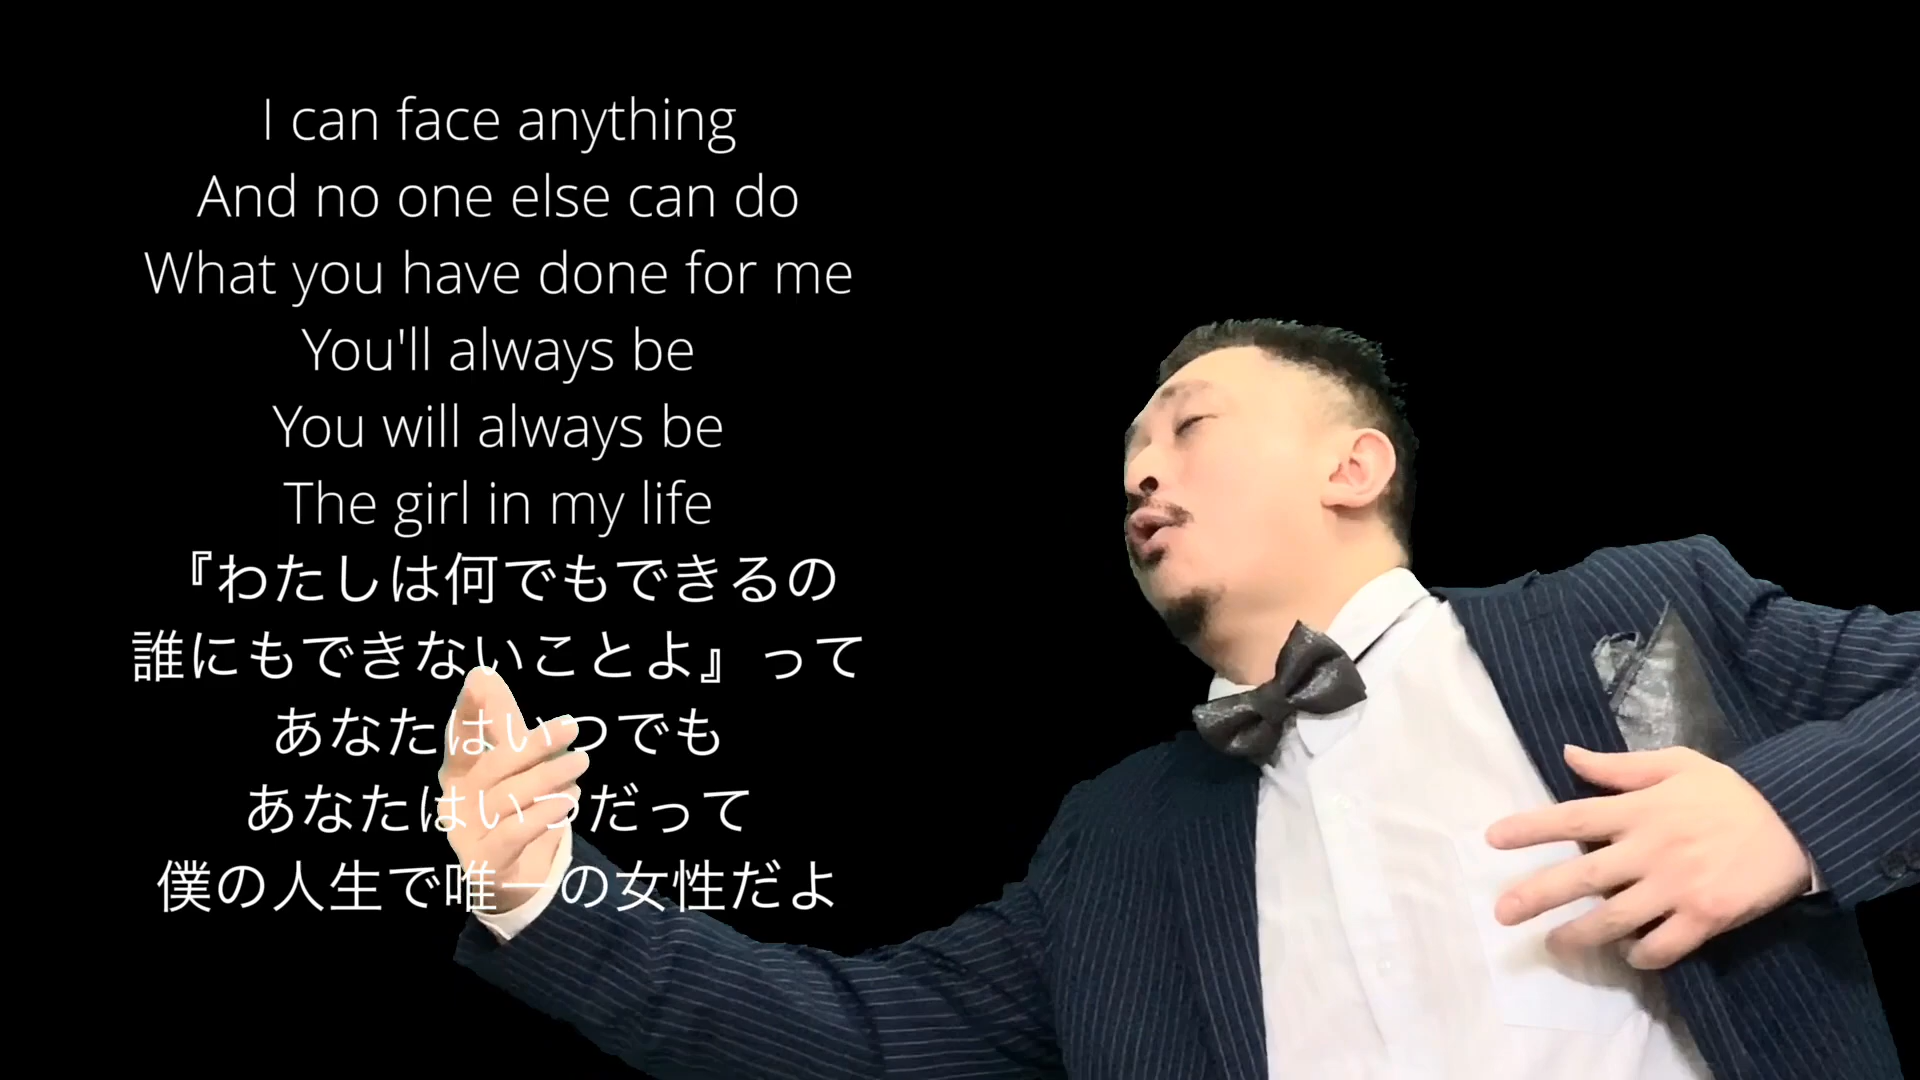 I can face anything
And no one else can do
What you have done for me
You'll always be
You will always be
The girl in my life
『わたしは何でもできるの
誰にもできないことよ』って
あなたはいつでも
あなたはいつだって
僕の人生で唯一の女性だよ